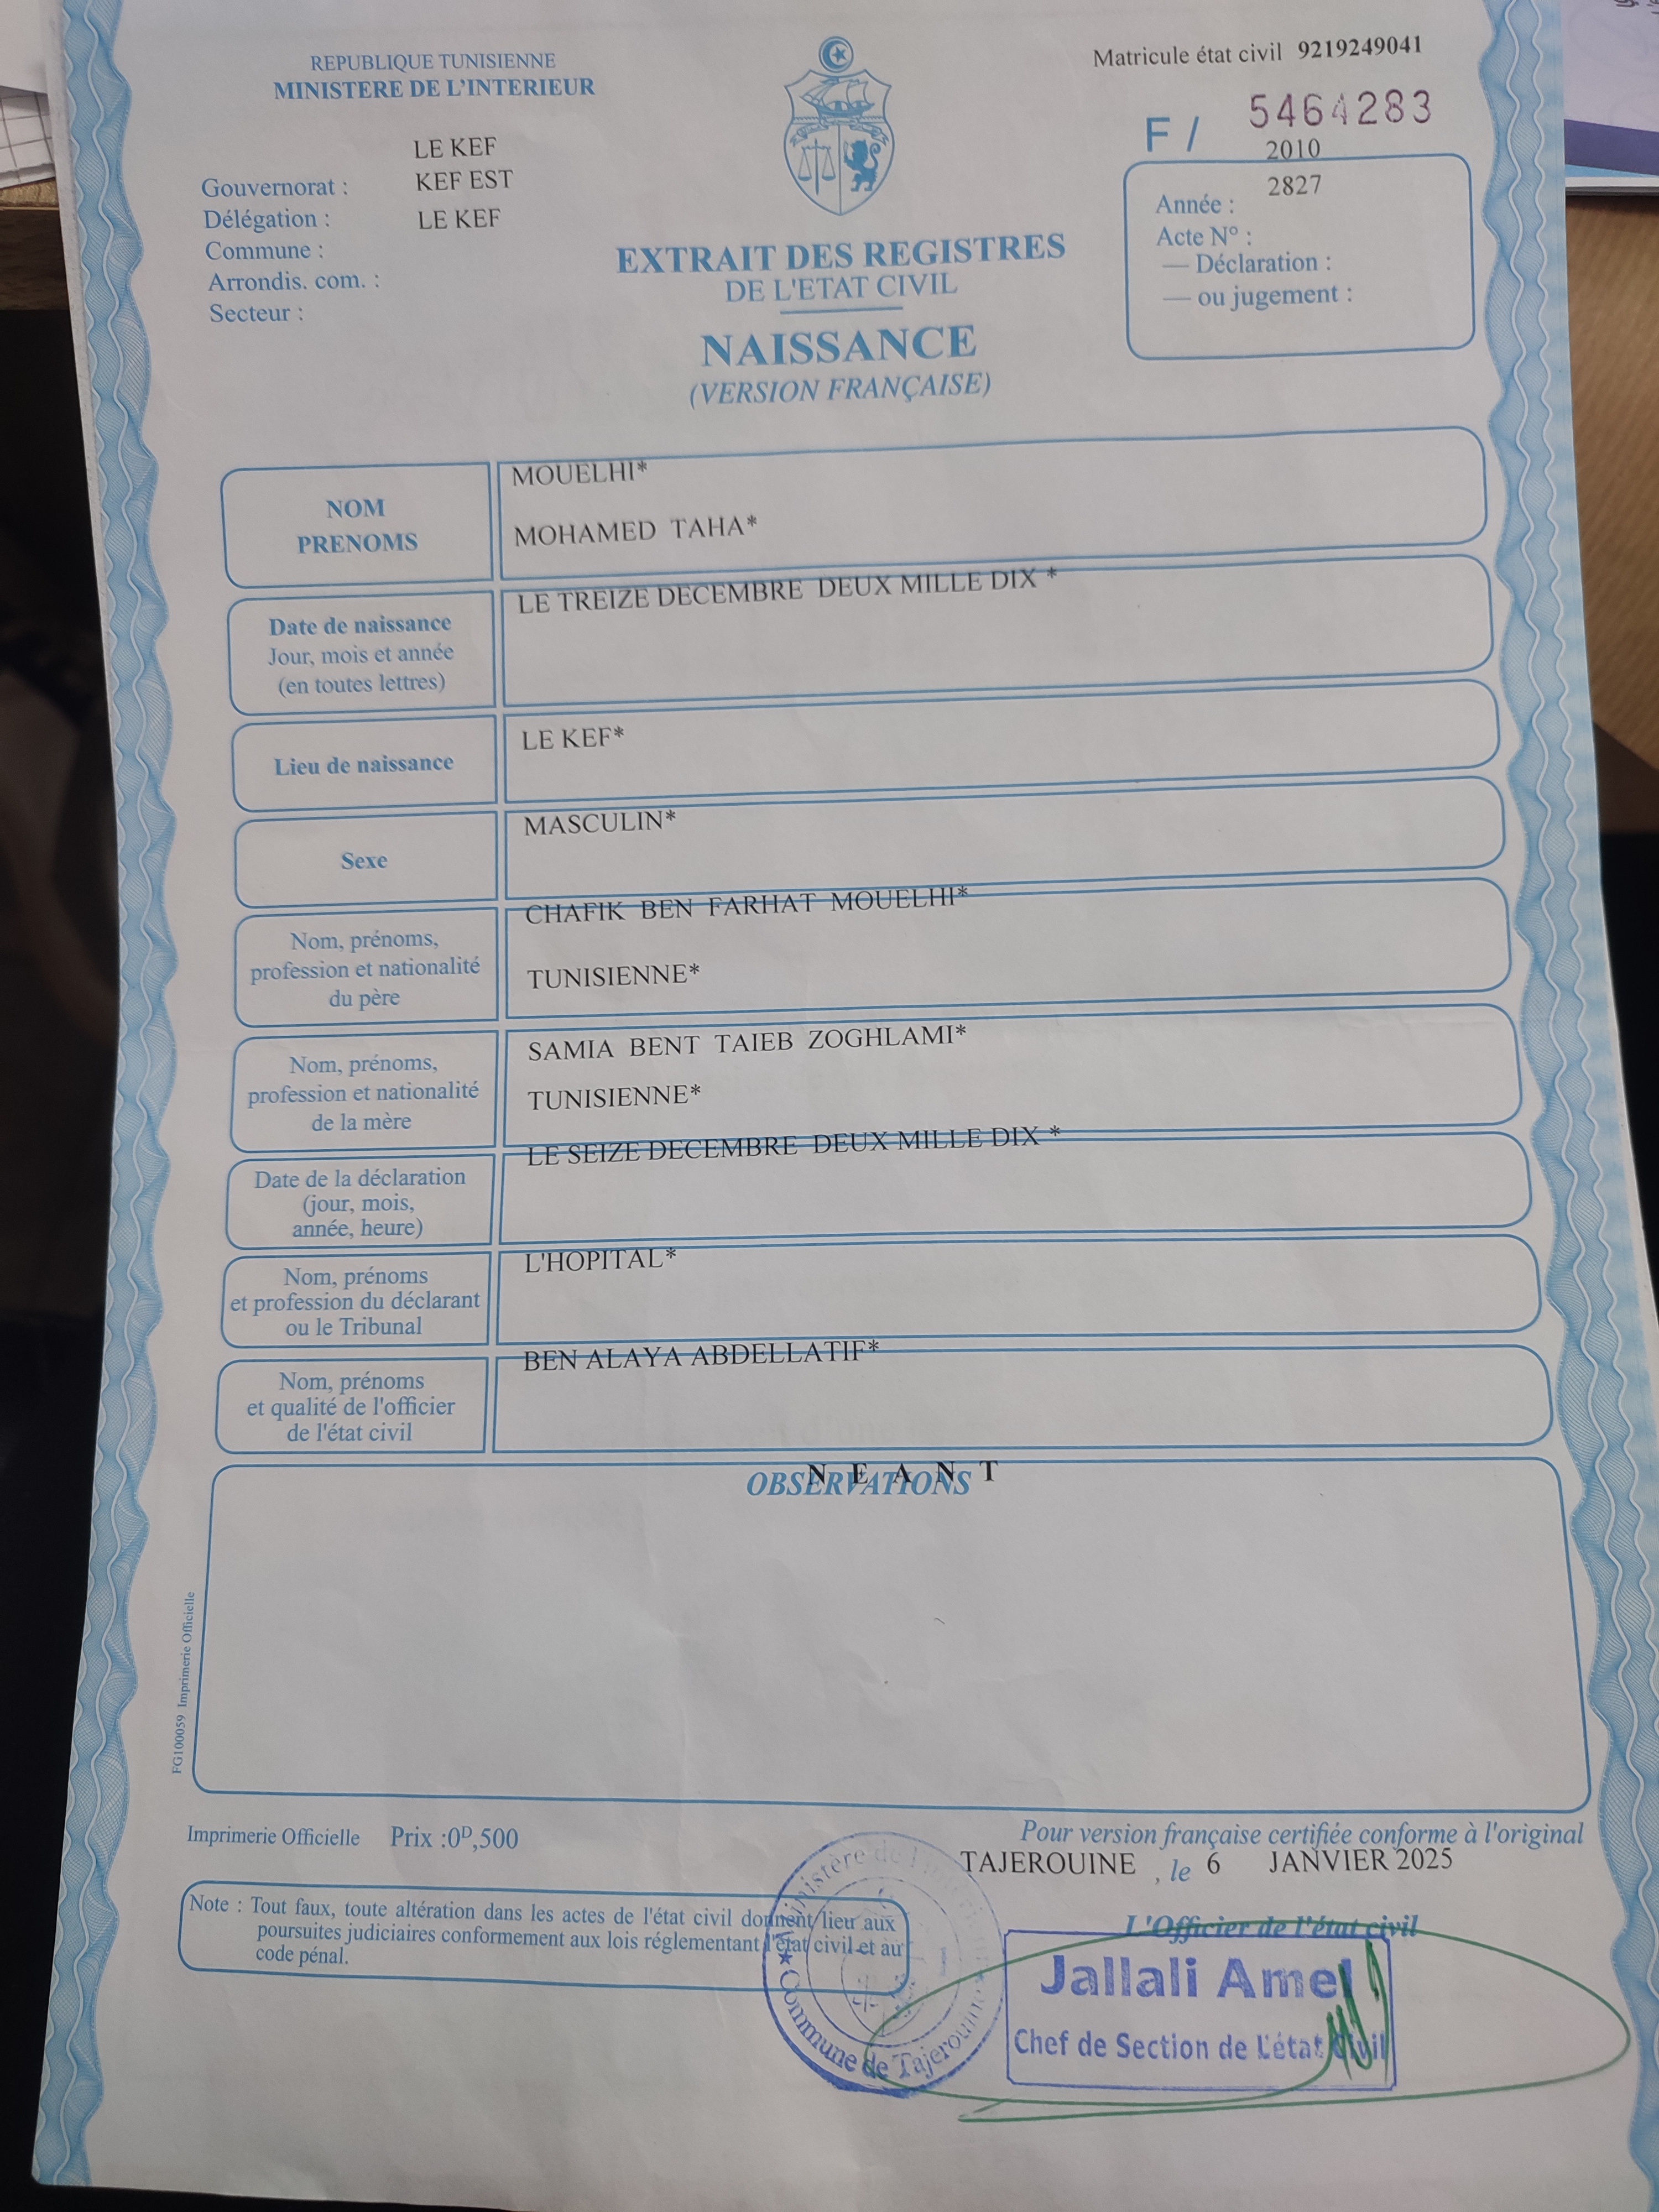 REPUBLIQUE TUNISIENNE
MINISTERE DE L'INTERIEUR
Matricule état civil 9219249041
F / 5464283
LE KEF
Gouvernorat : KEF EST
Délégation : LE KEF
Commune :
Arrondis. com. :
Secteur :
2010
2827
Année :
Acte N° :
— Déclaration :
— ou jugement :
EXTRAIT DES REGISTRES
DE L'ETAT CIVIL
NAISSANCE
(VERSION FRANÇAISE)
NOM
PRENOMS
MOUELHI*
MOHAMED TAHA*
Date de naissance
Jour, mois et année
(en toutes lettres)
LE TREIZE DECEMBRE DEUX MILLE DIX *
Lieu de naissance
LE KEF*
Sexe
MASCULIN*
Nom, prénoms,
profession et nationalité
du père
CHAFIK BEN FARHAT MOUELHI*
TUNISIENNE*
Nom, prénoms,
profession et nationalité
de la mère
SAMIA BENT TAIEB ZOGHLAMI*
TUNISIENNE*
Date de la déclaration
(jour, mois,
année, heure)
LE SEIZE DECEMBRE DEUX MILLE DIX *
Nom, prénoms
et profession du déclarant
ou le Tribunal
L'HOPITAL*
Nom, prénoms
et qualité de l'officier
de l'état civil
BEN ALAYA ABDELLATIF*
OBSERVATIONS
N E A N T
FG100059 Imprimerie Officielle
Imprimerie Officielle Prix :0D,500
Pour version française certifiée conforme à l'original
TAJEROUINE , le 6 JANVIER 2025
Note : Tout faux, toute altération dans les actes de l'état civil donnent lieu aux
poursuites judiciaires conformement aux lois réglementant l'état civil et au
code pénal.
L'Officier de l'état civil
Ministère de
Commune de Tajerouine
Jallali Amel
Chef de Section de L'état Civil